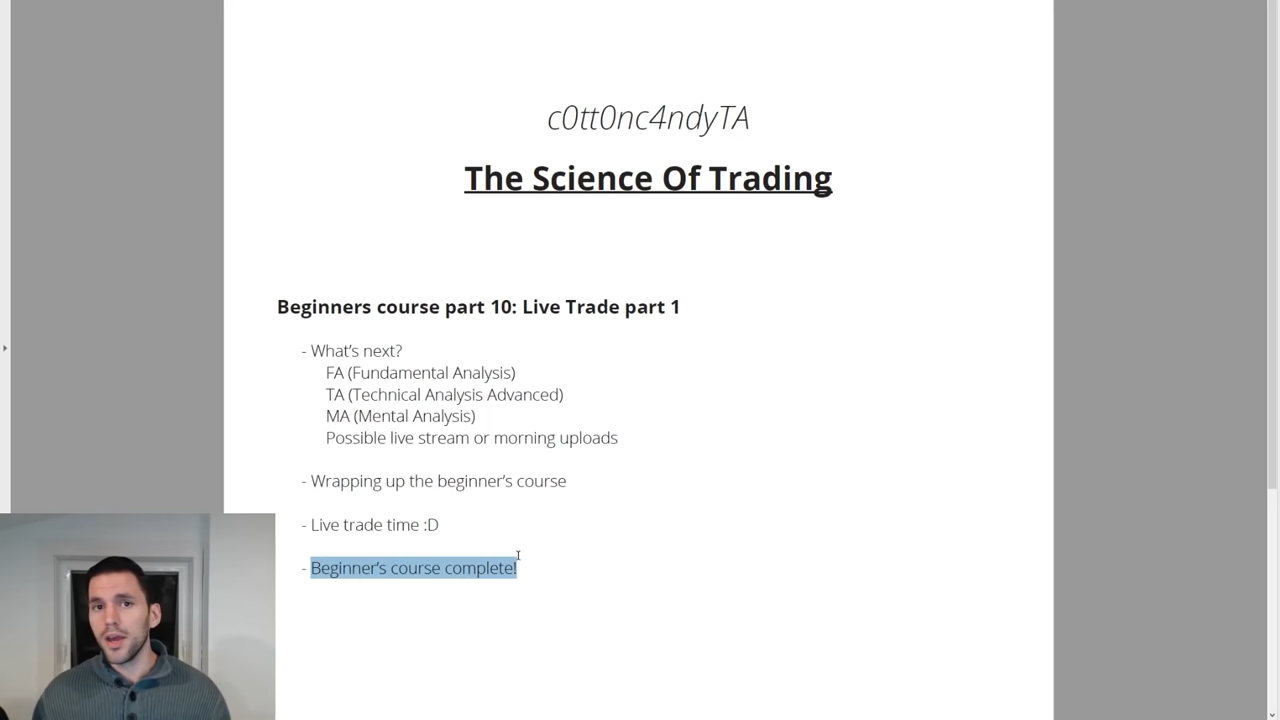 c0tt0nc4ndyTA
The Science Of Trading
Beginners course part 10: Live Trade part 1
- What’s next?
FA (Fundamental Analysis)
TA (Technical Analysis Advanced)
MA (Mental Analysis)
Possible live stream or morning uploads
- Wrapping up the beginner’s course
- Live trade time :D
- Beginner’s course complete!